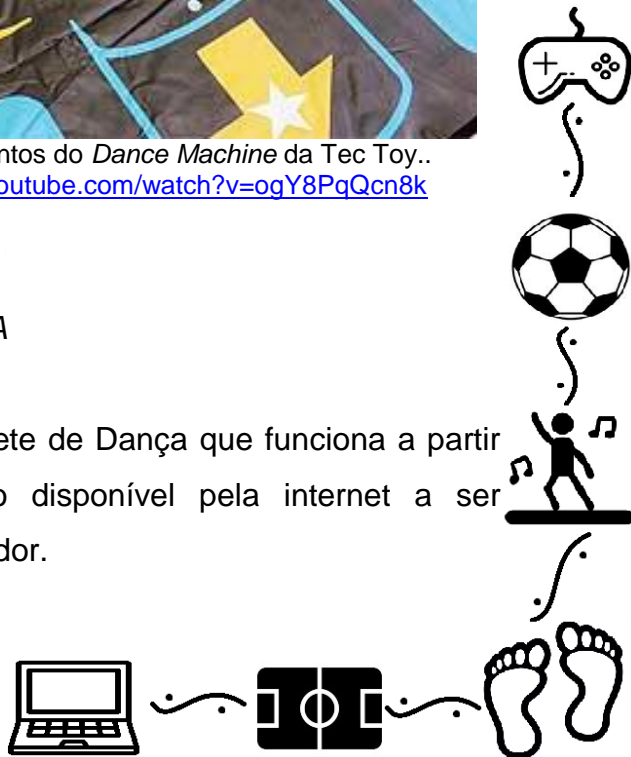 ntos do Dance Machine da Tec Toy..
outube.com/watch?v=ogY8PqQcn8k
A
ete de Dança que funciona a partir
o disponível pela internet a ser
dor.